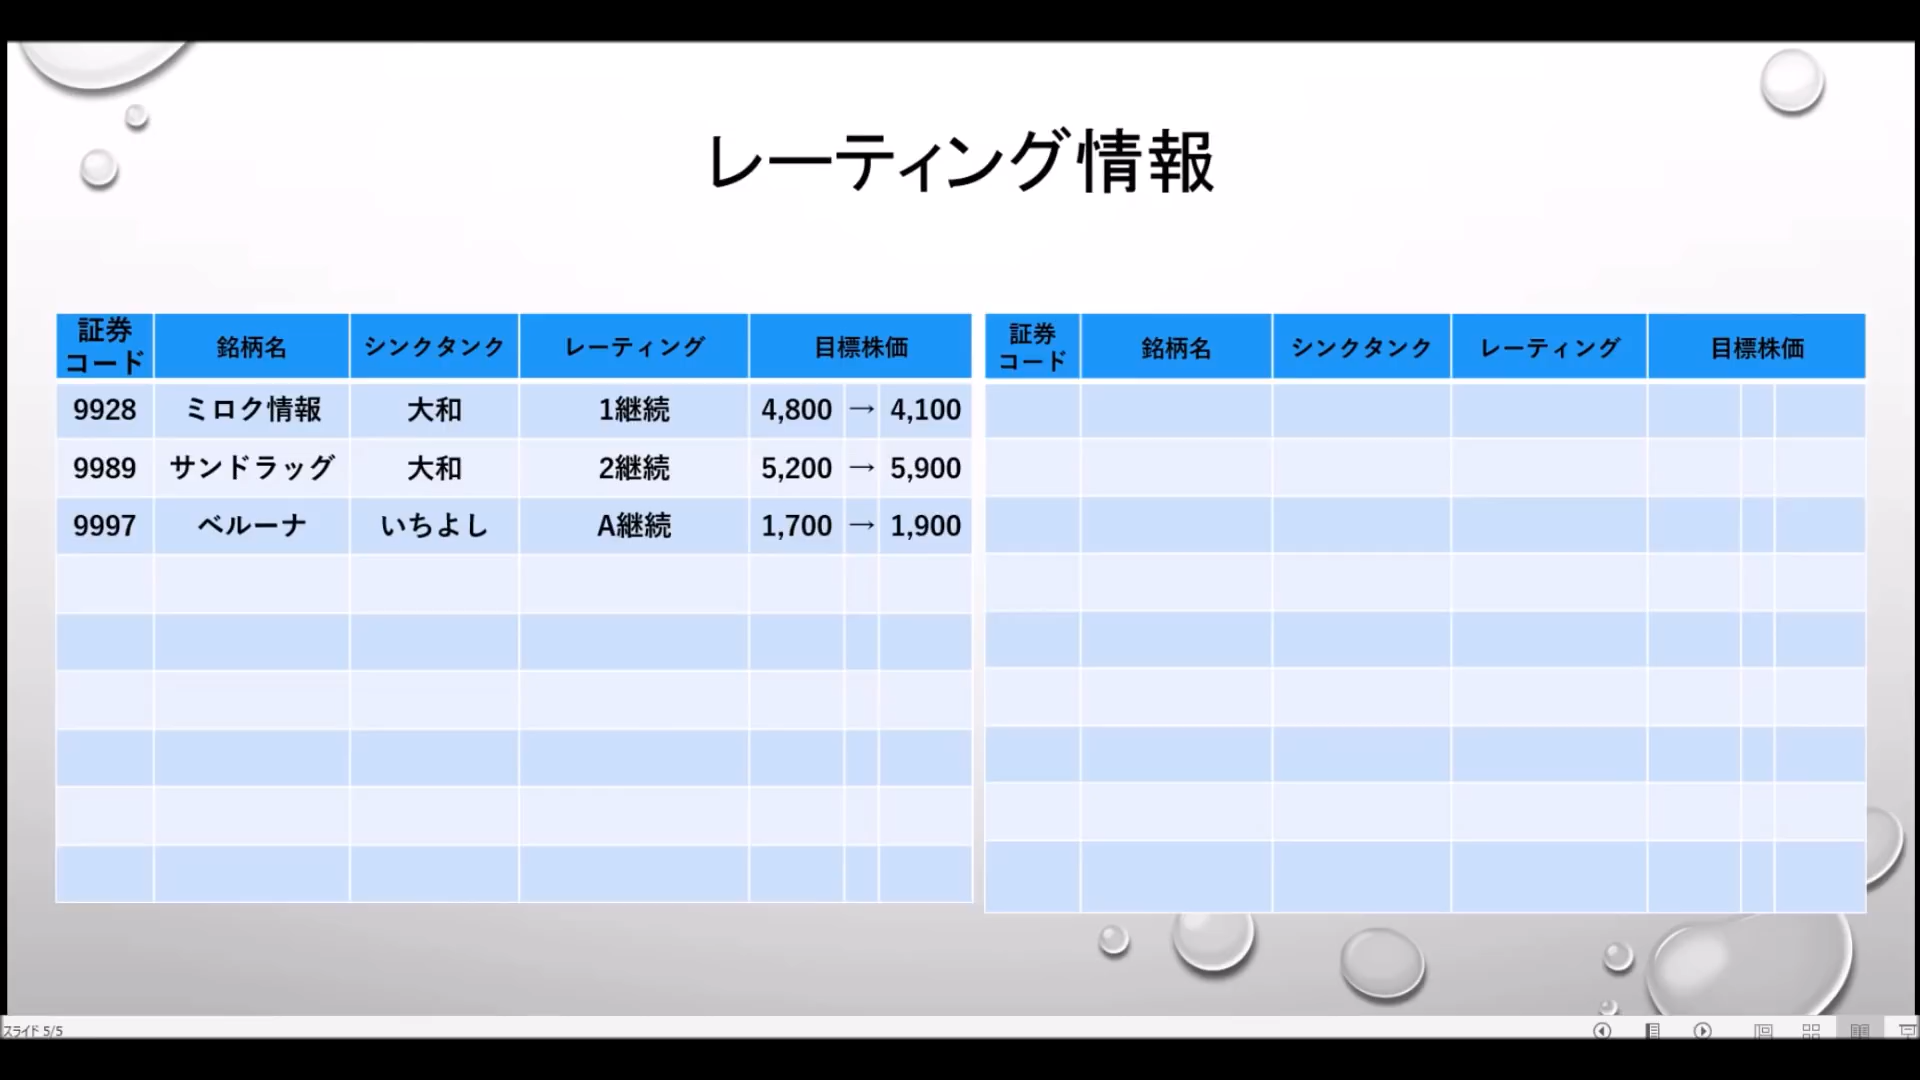 レーティング情報
証券
コード 銘柄名 シンクタンク レーティング 目標株価
9928 ミロク情報 大和 1継続 4,800 → 4,100
9989 サンドラッグ 大和 2継続 5,200 → 5,900
9997 ベルーナ いちよし A継続 1,700 → 1,900
証券
コード 銘柄名 シンクタンク レーティング 目標株価
スライド 5/5